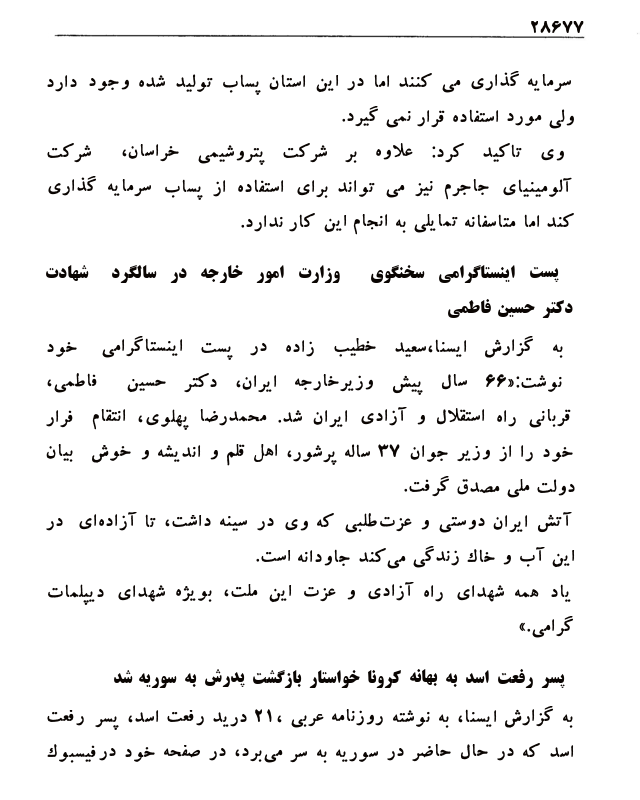 ۲۸۶۷۷
سرمایه گذاری می کنند اما در این استان پساب تولید شده وجود دارد
ولی مورد استفاده قرار نمی گیرد.
وی تاکید کرد: علاوه بر شرکت پتروشیمی خراسان، شرکت
آلومینیای جاجرم نیز می تواند برای استفاده از پساب سرمایه گذاری
کند اما متاسفانه تمایلی به انجام این کار ندارد.
پست اینستاگرامی سخنگوی وزارت امور خارجه در سالگرد شهادت
دکتر حسین فاطمی
به گزارش ایسنا،سعید خطیب زاده در پست اینستاگرامی خود
نوشت:«۶۶ سال پیش وزیرخارجه ایران، دکتر حسین فاطمی،
قربانی راه استقلال و آزادی ایران شد. محمدرضا پهلوی، انتقام فرار
خود را از وزیر جوان ۳۷ ساله پرشور، اهل قلم و اندیشه و خوش بیان
دولت ملی مصدق گرفت.
آتش ایران دوستی و عزت‌طلبی که وی در سینه داشت، تا آزاده‌ای در
این آب و خاك زندگی می‌کند جاودانه است.
یاد همه شهدای راه آزادی و عزت این ملت، بویژه شهدای دیپلمات
گرامی.»
پسر رفعت اسد به بهانه کرونا خواستار بازگشت پدرش به سوریه شد
به گزارش ایسنا، به نوشته روزنامه عربی ،۲۱ درید رفعت اسد، پسر رفعت
اسد که در حال حاضر در سوریه به سر می‌برد، در صفحه خود درفیسبوك